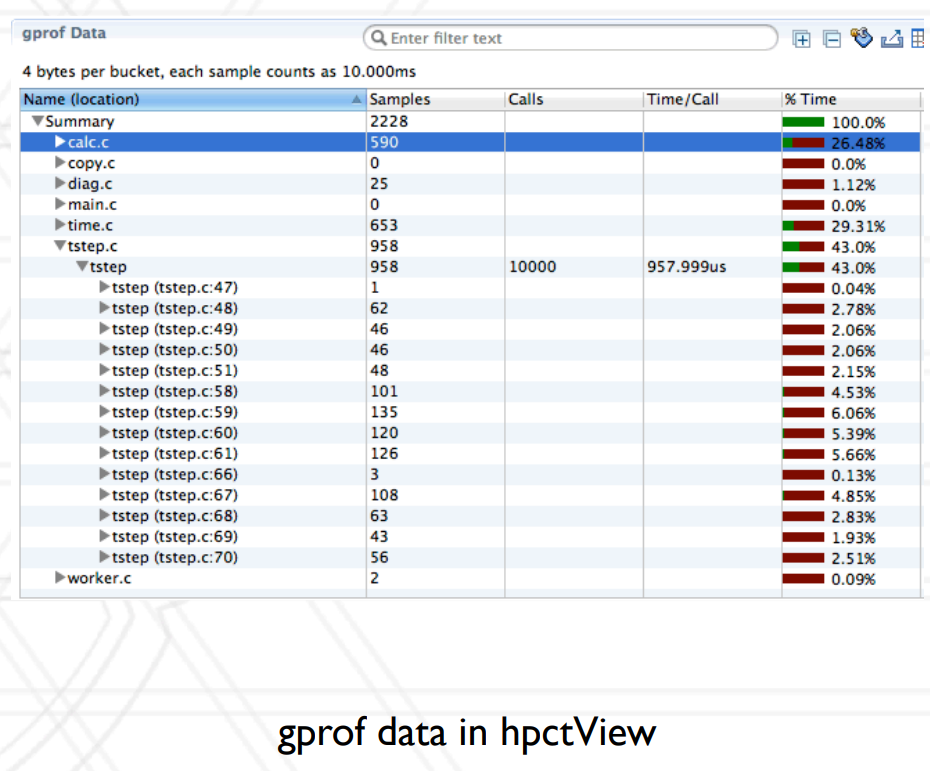 gprof Data
Enter filter text
4 bytes per bucket, each sample counts as 10.000ms
Name (location) Samples Calls Time/Call % Time
Summary 2228 100.0%
calc.c 590 26.48%
copy.c 0 0.0%
diag.c 25 1.12%
main.c 0 0.0%
time.c 653 29.31%
tstep.c 958 43.0%
tstep 958 10000 957.999us 43.0%
tstep (tstep.c:47) 1 0.04%
tstep (tstep.c:48) 62 2.78%
tstep (tstep.c:49) 46 2.06%
tstep (tstep.c:50) 46 2.06%
tstep (tstep.c:51) 48 2.15%
tstep (tstep.c:58) 101 4.53%
tstep (tstep.c:59) 135 6.06%
tstep (tstep.c:60) 120 5.39%
tstep (tstep.c:61) 126 5.66%
tstep (tstep.c:66) 3 0.13%
tstep (tstep.c:67) 108 4.85%
tstep (tstep.c:68) 63 2.83%
tstep (tstep.c:69) 43 1.93%
tstep (tstep.c:70) 56 2.51%
worker.c 2 0.09%
gprof data in hpctView